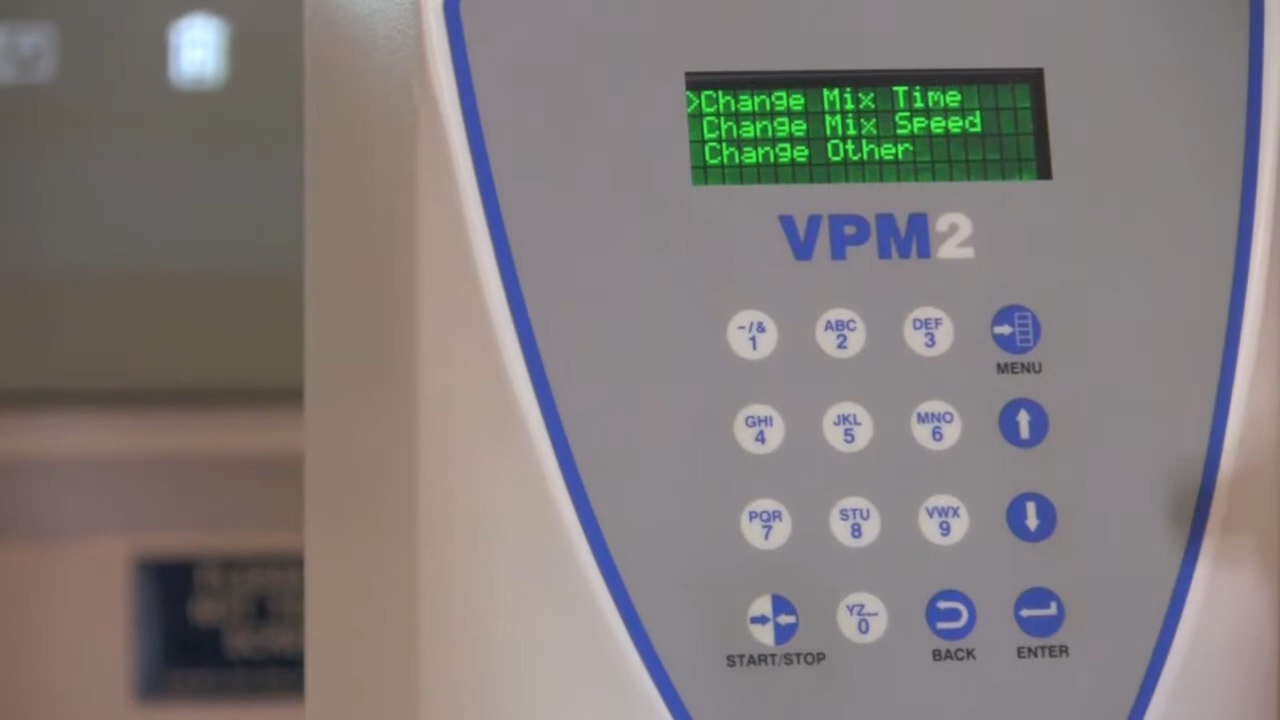 >Change Mix Time
Change Mix Speed
Change Other
VPM2
-/& 1
ABC 2
DEF 3
MENU
GHI 4
JKL 5
MNO 6
PQR 7
STU 8
VWX 9
START/STOP
YZ_ 0
BACK
ENTER